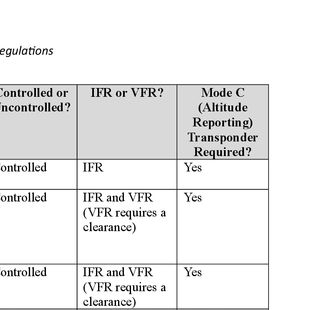 egulations
Controlled or
Uncontrolled?
IFR or VFR?
Mode C
(Altitude
Reporting)
Transponder
Required?
ontrolled
IFR
Yes
ontrolled
IFR and VFR
(VFR requires a
clearance)
Yes
ontrolled
IFR and VFR
(VFR requires a
clearance)
Yes